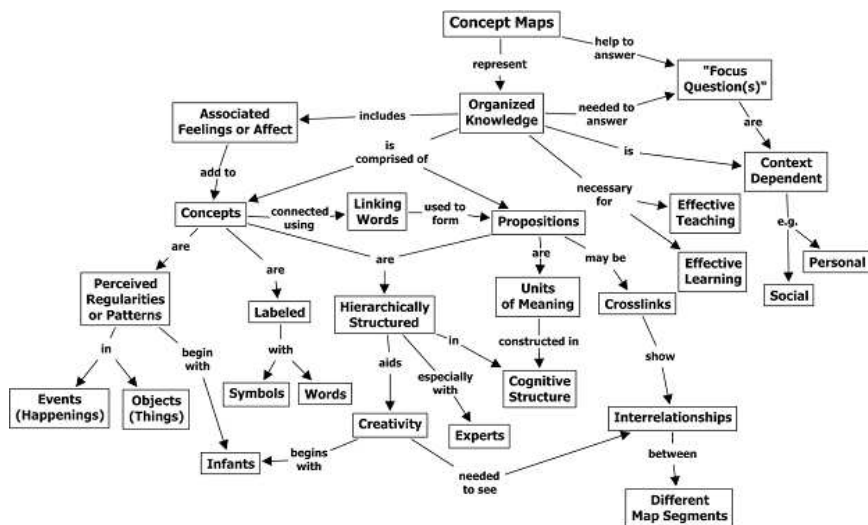 Concept Maps
help to
answer
represent
"Focus
Question(s)"
Associated
Feelings or Affect
includes
Organized
Knowledge
needed to
answer
are
is
comprised of
is
Context
Dependent
add to
necessary
for
Concepts
connected
using
Linking
Words
used to
form
Propositions
Effective
Teaching
e.g.
are
are
are
are
may be
Effective
Learning
Personal
Social
Perceived
Regularities
or Patterns
Labeled
Hierarchically
Structured
Units
of Meaning
Crosslinks
in
begin
with
with
aids
in
constructed in
show
especially
with
Events
(Happenings)
Objects
(Things)
Symbols
Words
Cognitive
Structure
Creativity
Experts
Interrelationships
Infants
begins
with
needed
to see
between
Different
Map Segments